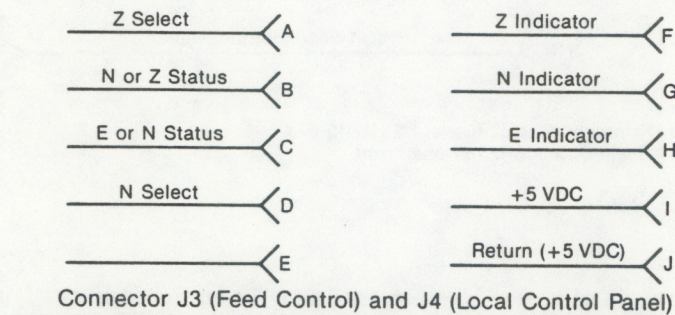 Z Select
A
N or Z Status
B
E or N Status
C
N Select
D
E
Z Indicator
F
N Indicator
G
E Indicator
H
+5 VDC
I
Return (+5 VDC)
J
Connector J3 (Feed Control) and J4 (Local Control Panel)